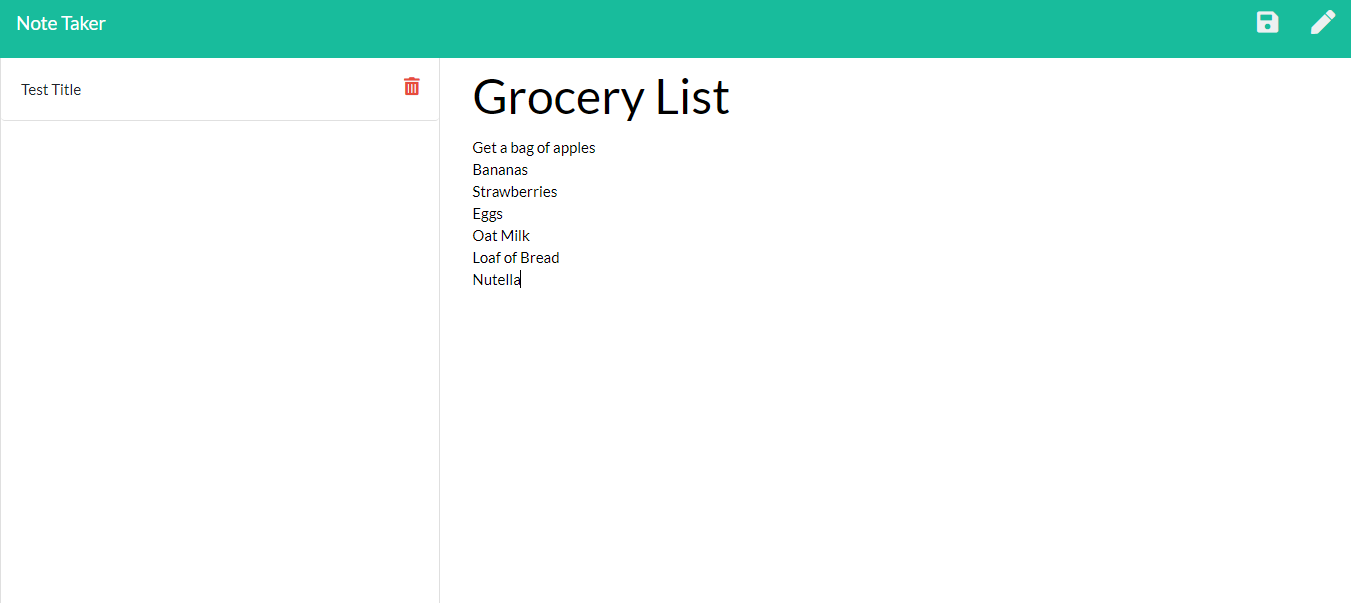 Note Taker
Test Title
Grocery List
Get a bag of apples
Bananas
Strawberries
Eggs
Oat Milk
Loaf of Bread
Nutella